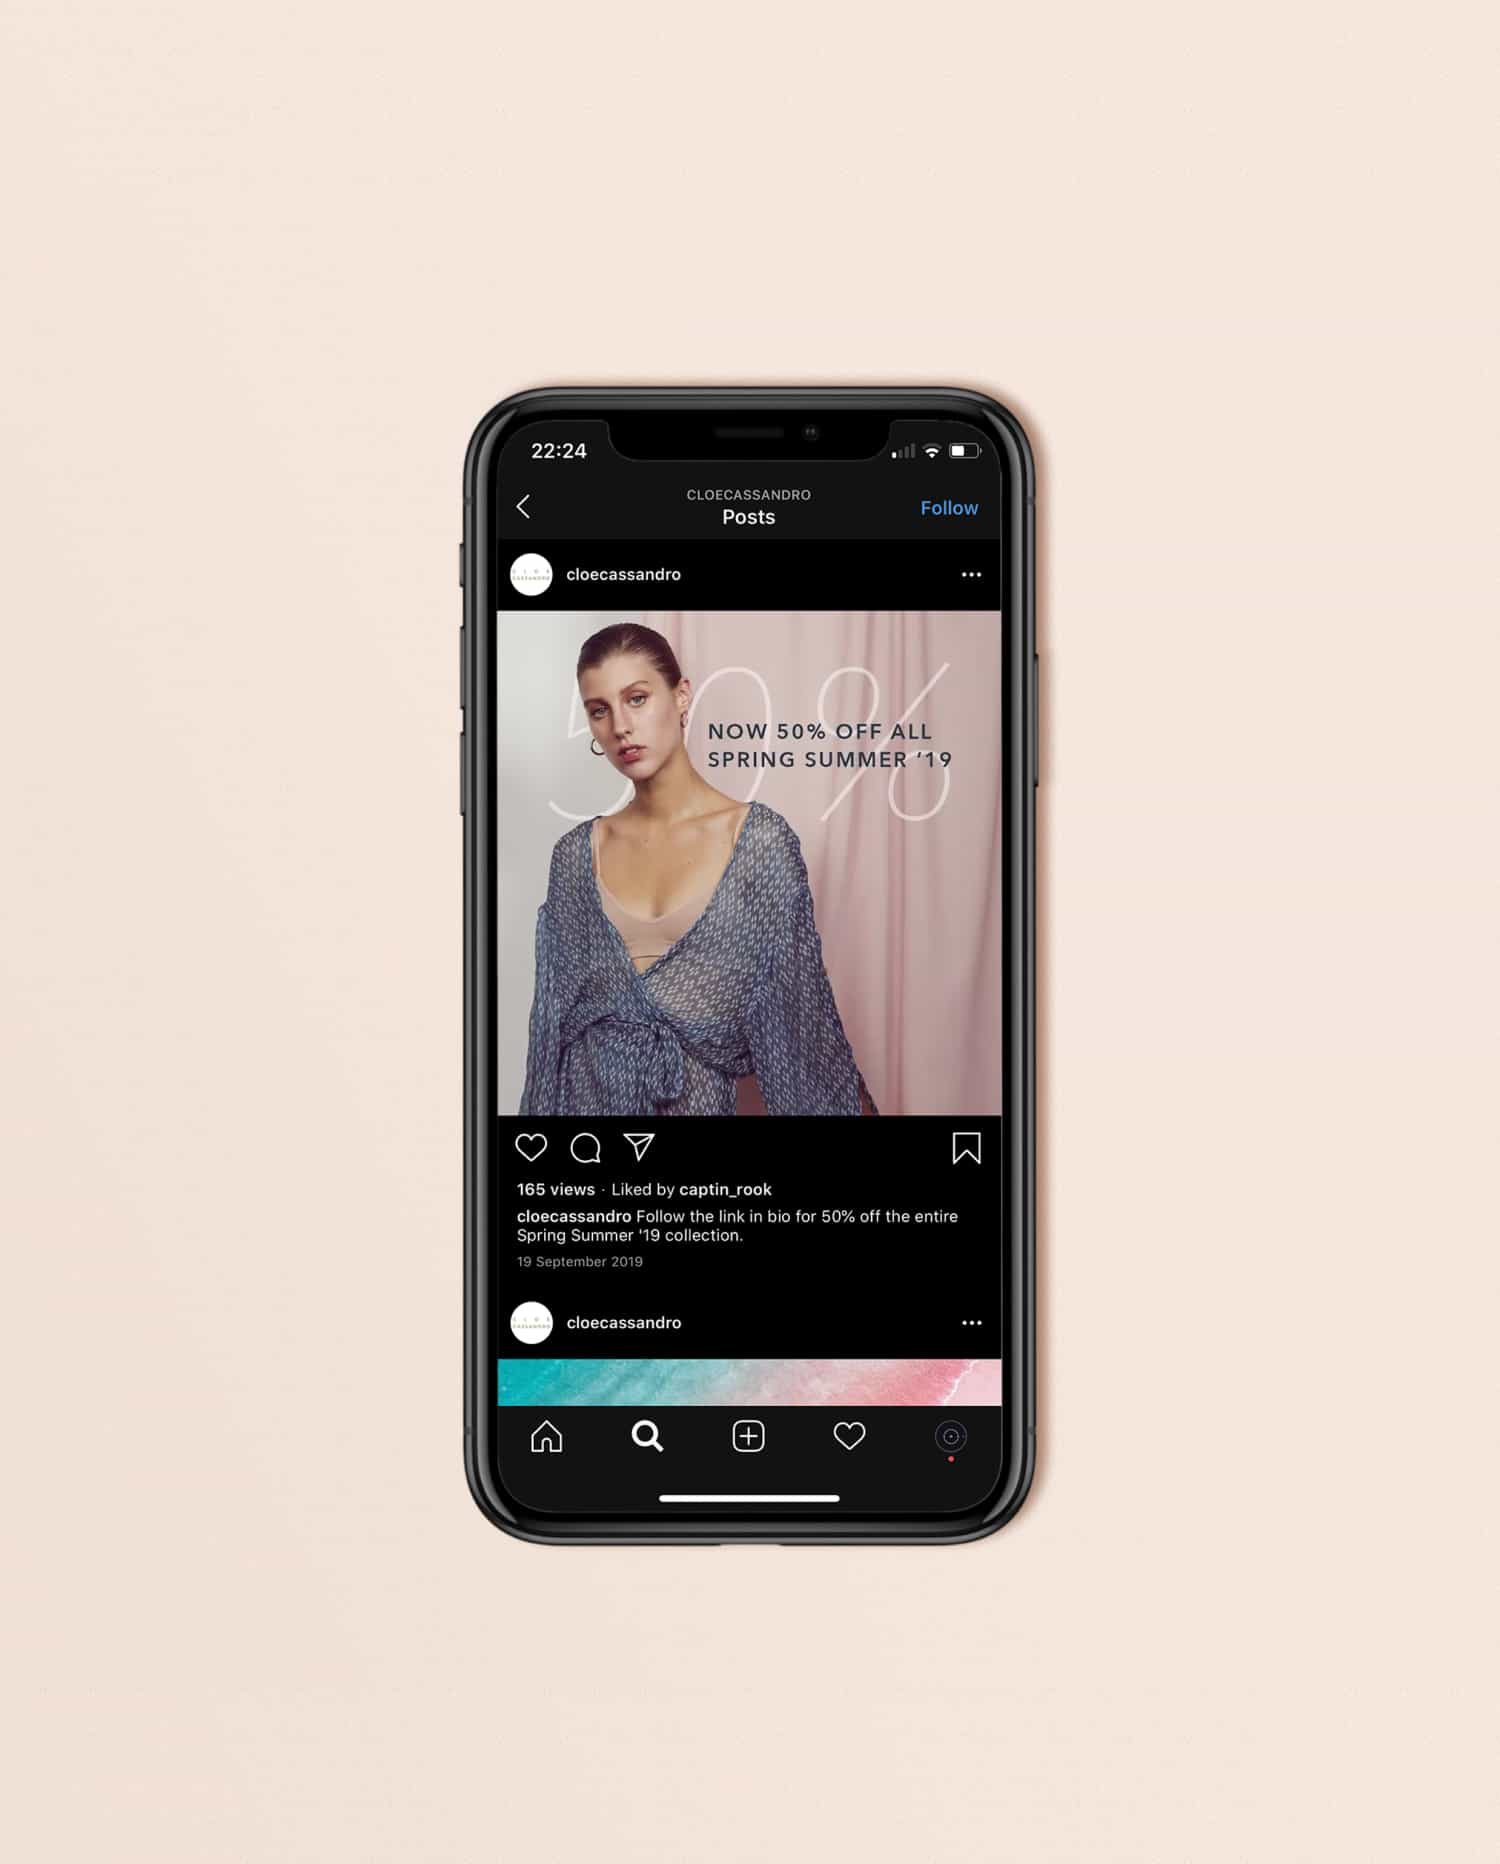 22:24
CLOECASSANDRO
Posts
Follow
cloecassandro
50%
NOW 50% OFF ALL
SPRING SUMMER ‘19
165 views · Liked by captin_rook
cloecassandro Follow the link in bio for 50% off the entire
Spring Summer '19 collection.
19 September 2019
cloecassandro